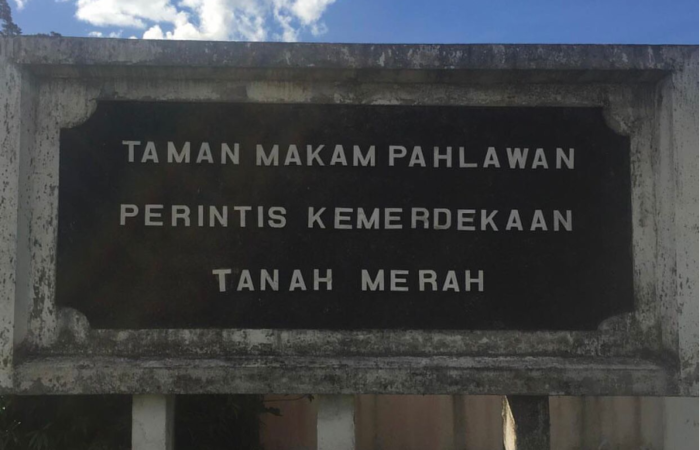 TAMAN MAKAM PAHLAWAN
PERINTIS KEMERDEKAAN
TANAH MERAH